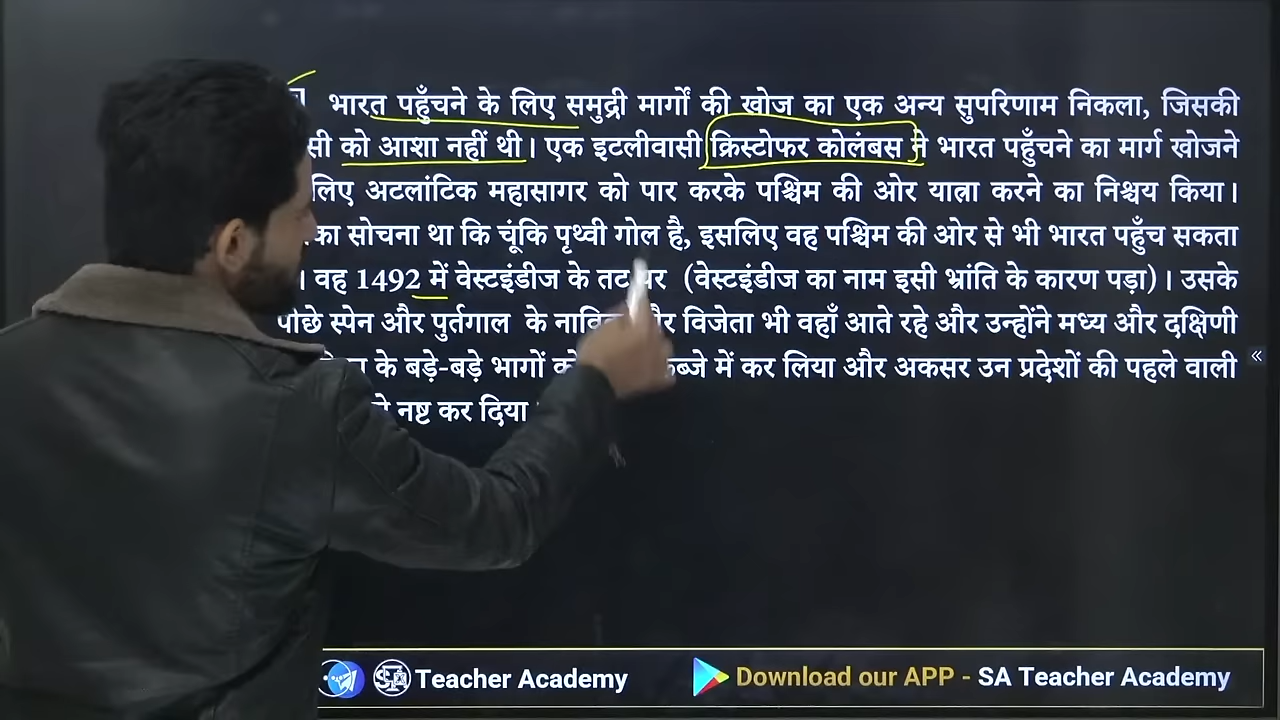 भारत पहुँचने के लिए समुद्री मार्गों की खोज का एक अन्य सुपरिणाम निकला, जिसकी
को आशा नहीं थी। एक इटलीवासी क्रिस्टोफर कोलंबस ने भारत पहुँचने का मार्ग खोजने
लिए अटलांटिक महासागर को पार करके पश्चिम की ओर यात्रा करने का निश्चय किया।
सोचना था कि चूंकि पृथ्वी गोल है, इसलिए वह पश्चिम की ओर से भी भारत पहुँच सकता
। वह 1492 में वेस्टइंडीज के तट पर (वेस्टइंडीज का नाम इसी भ्रांति के कारण पड़ा)। उसके
पीछे स्पेन और पुर्तगाल के विजेता भी वहाँ आते रहे और उन्होंने मध्य और दक्षिणी
के बड़े-बड़े भागों को में कर लिया और अकसर उन प्रदेशों की पहले वाली
नष्ट कर दिया
«
Teacher Academy
Download our APP - SA Teacher Academy